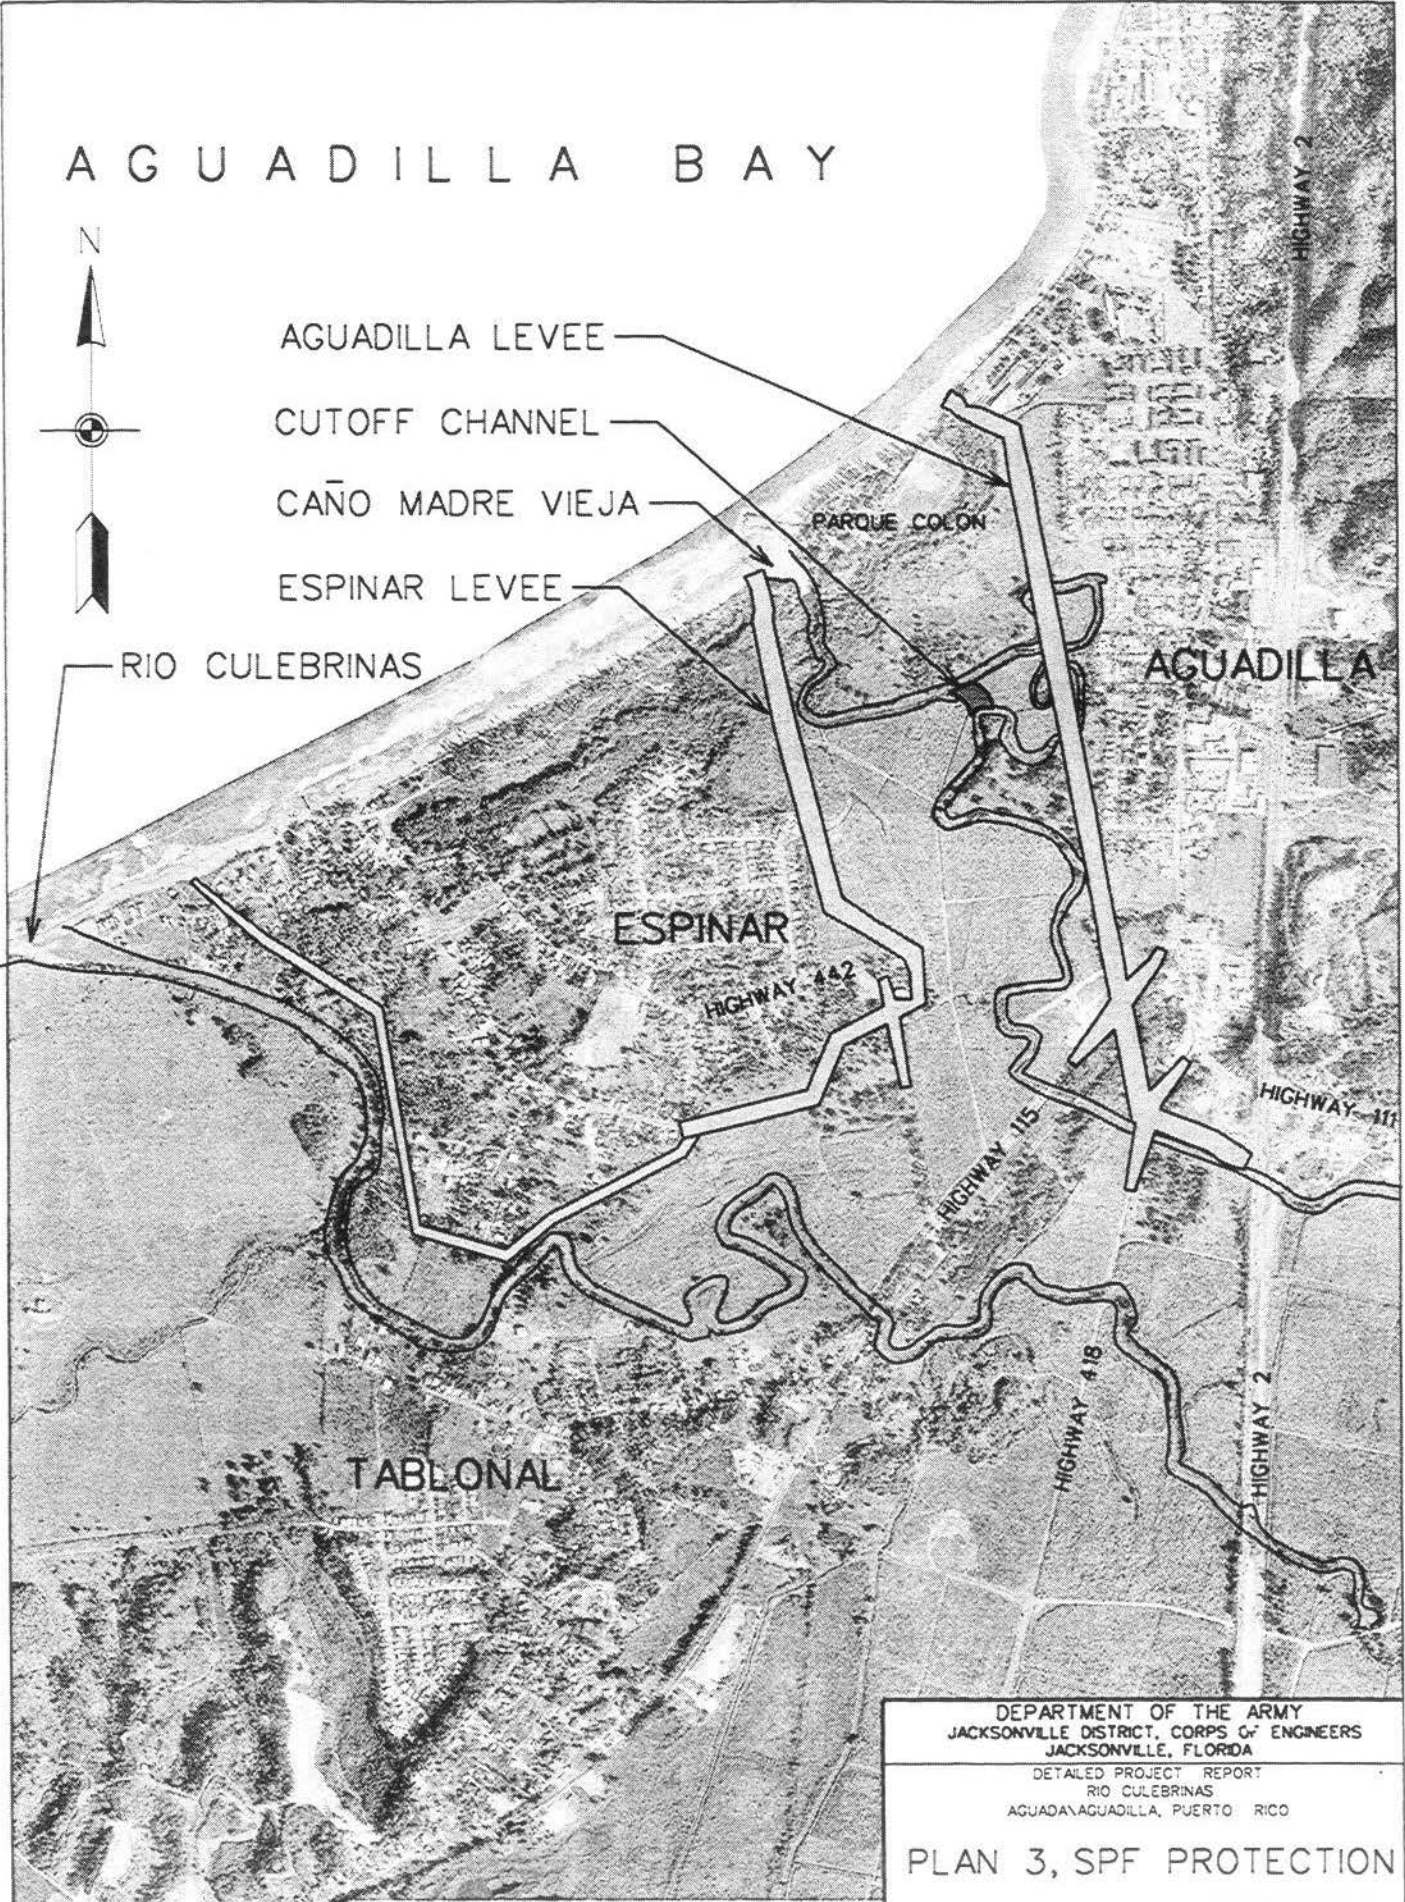 AGUADILLA BAY
N
AGUADILLA LEVEE
CUTOFF CHANNEL
CAÑO MADRE VIEJA
ESPINAR LEVEE
RIO CULEBRINAS
HIGHWAY 2
PARQUE COLÓN
AGUADILLA
ESPINAR
HIGHWAY 442
HIGHWAY 111
HIGHWAY 115
HIGHWAY 418
HIGHWAY 2
TABLONAL
DEPARTMENT OF THE ARMY
JACKSONVILLE DISTRICT, CORPS OF ENGINEERS
JACKSONVILLE, FLORIDA
DETAILED PROJECT REPORT
RIO CULEBRINAS
AGUADA\AGUADILLA, PUERTO RICO
PLAN 3, SPF PROTECTION